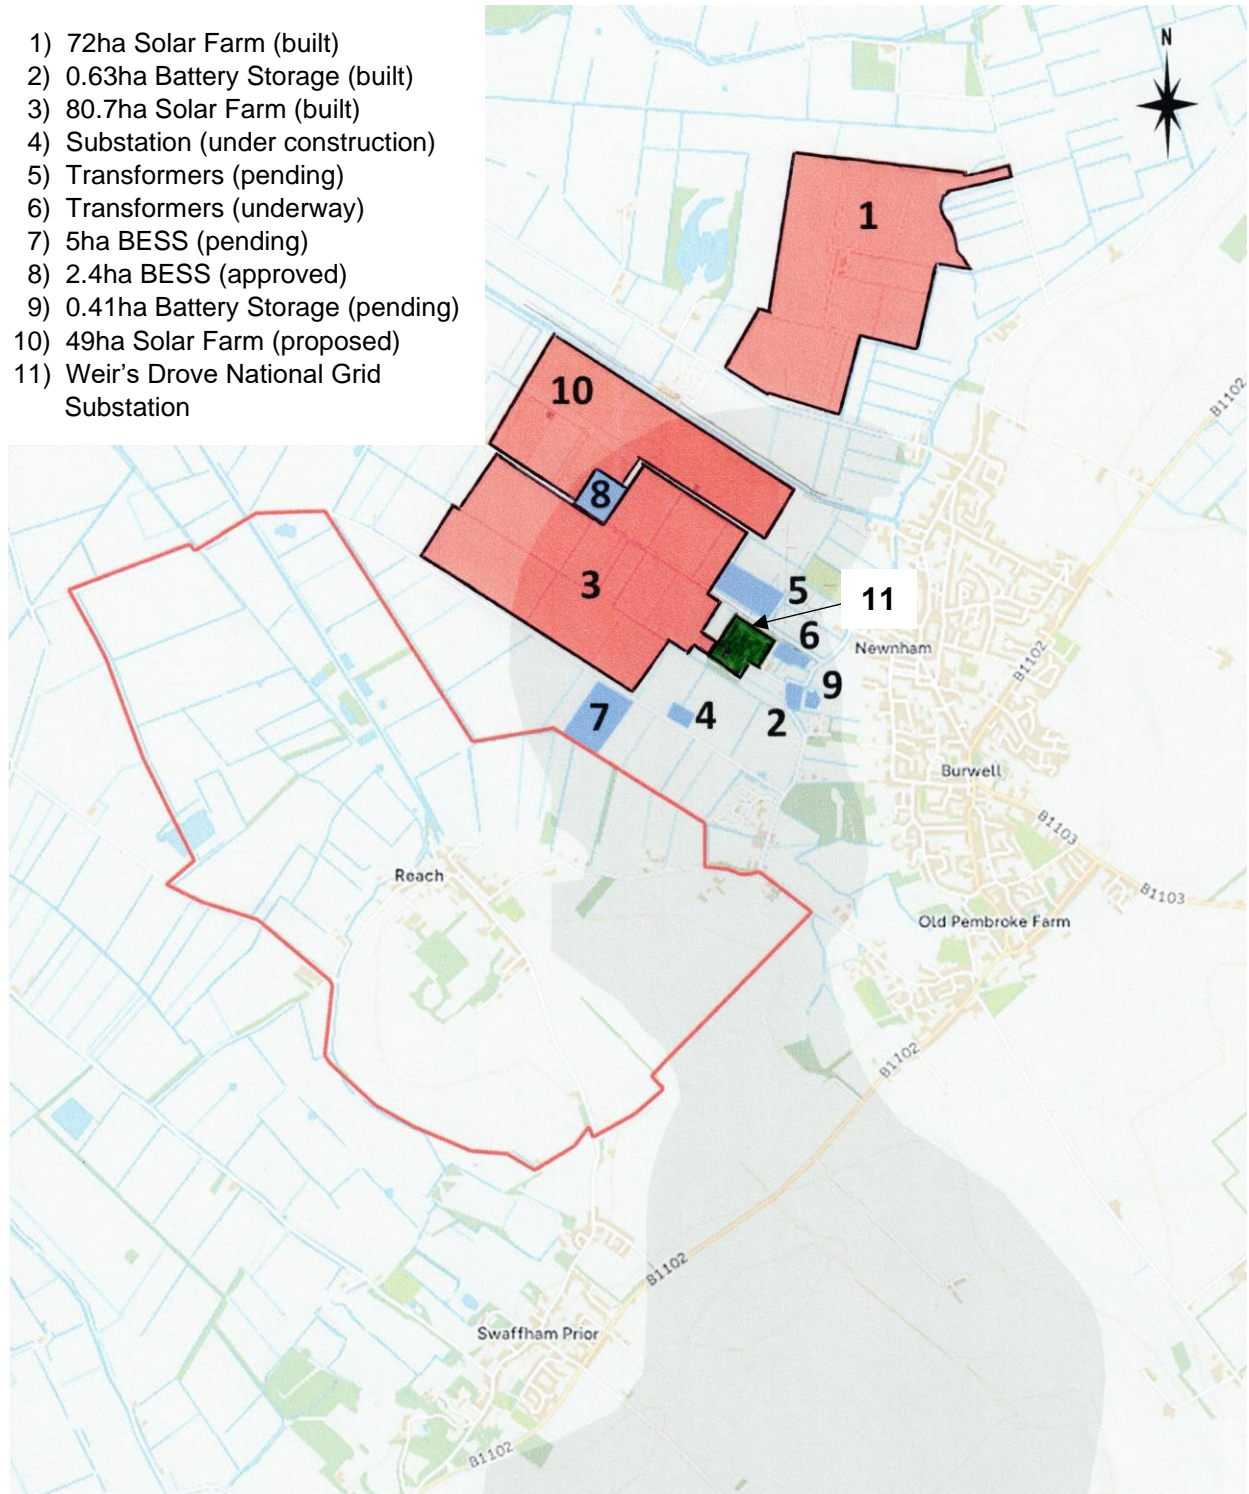 1) 72ha Solar Farm (built)
2) 0.63ha Battery Storage (built)
3) 80.7ha Solar Farm (built)
4) Substation (under construction)
5) Transformers (pending)
6) Transformers (underway)
7) 5ha BESS (pending)
8) 2.4ha BESS (approved)
9) 0.41ha Battery Storage (pending)
10) 49ha Solar Farm (proposed)
11) Weir's Drove National Grid
Substation
N
1
B1102
10
8
3
5
11
6
Newnham
B1102
9
7
4
2
Burwell
B1103
Reach
B1103
Old Pembroke Farm
B1102
B1102
Swaffham Prior
B1102